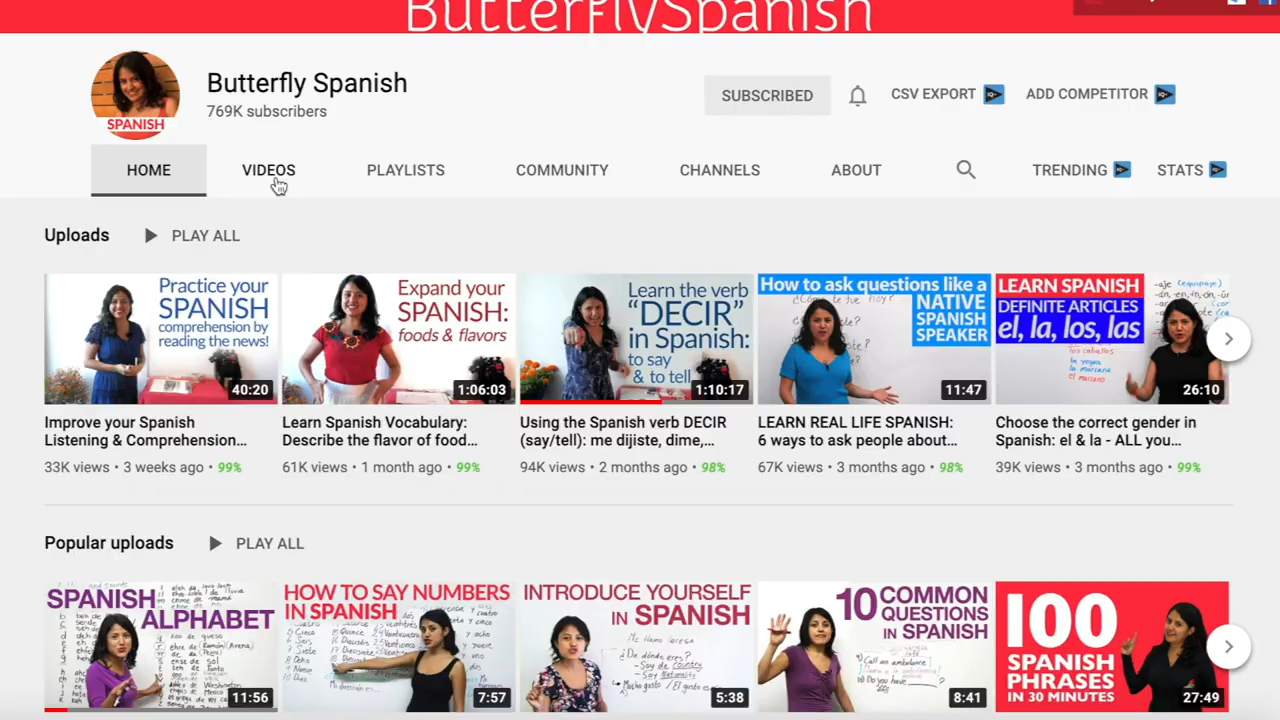 ButterflySpanish
SPANISH
Butterfly Spanish
769K subscribers
SUBSCRIBED
CSV EXPORT
ADD COMPETITOR
HOME
VIDEOS
PLAYLISTS
COMMUNITY
CHANNELS
ABOUT
TRENDING
STATS
Uploads
PLAY ALL
Practice your
SPANISH
comprehension by
reading the news!
40:20
Expand your
SPANISH:
foods & flavors
1:06:03
Learn the verb
"DECIR"
in Spanish:
to say
& to tell
1:10:17
How to ask questions like a
NATIVE
SPANISH
SPEAKER
11:47
LEARN SPANISH
DEFINITE ARTICLES
el, la, los, las
26:10
Improve your Spanish
Listening & Comprehension...
33K views • 3 weeks ago • 99%
Learn Spanish Vocabulary:
Describe the flavor of food...
61K views • 1 month ago • 99%
Using the Spanish verb DECIR
(say/tell): me dijiste, dime,...
94K views • 2 months ago • 98%
LEARN REAL LIFE SPANISH:
6 ways to ask people about...
67K views • 3 months ago • 98%
Choose the correct gender in
Spanish: el & la - ALL you...
39K views • 3 months ago • 99%
Popular uploads
PLAY ALL
SPANISH
ALPHABET
11:56
HOW TO SAY NUMBERS
IN SPANISH
7:57
INTRODUCE YOURSELF
IN SPANISH
¿De dónde eres?
5:38
10 COMMON
QUESTIONS
IN SPANISH
8:41
100
SPANISH
PHRASES
IN 30 MINUTES
27:49